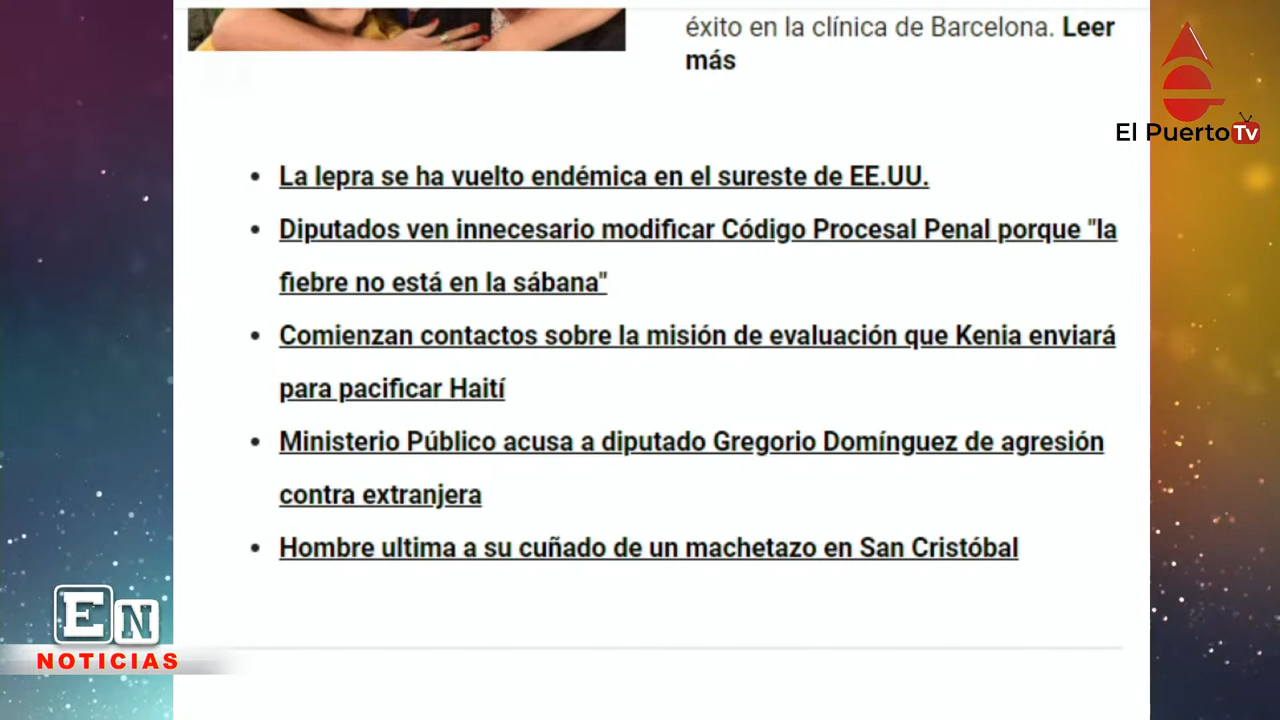 éxito en la clínica de Barcelona. Leer
más
El PuertoTv
La lepra se ha vuelto endémica en el sureste de EE.UU.
Diputados ven innecesario modificar Código Procesal Penal porque "la
fiebre no está en la sábana"
Comienzan contactos sobre la misión de evaluación que Kenia enviará
para pacificar Haití
Ministerio Público acusa a diputado Gregorio Domínguez de agresión
contra extranjera
Hombre ultima a su cuñado de un machetazo en San Cristóbal
EN
NOTICIAS